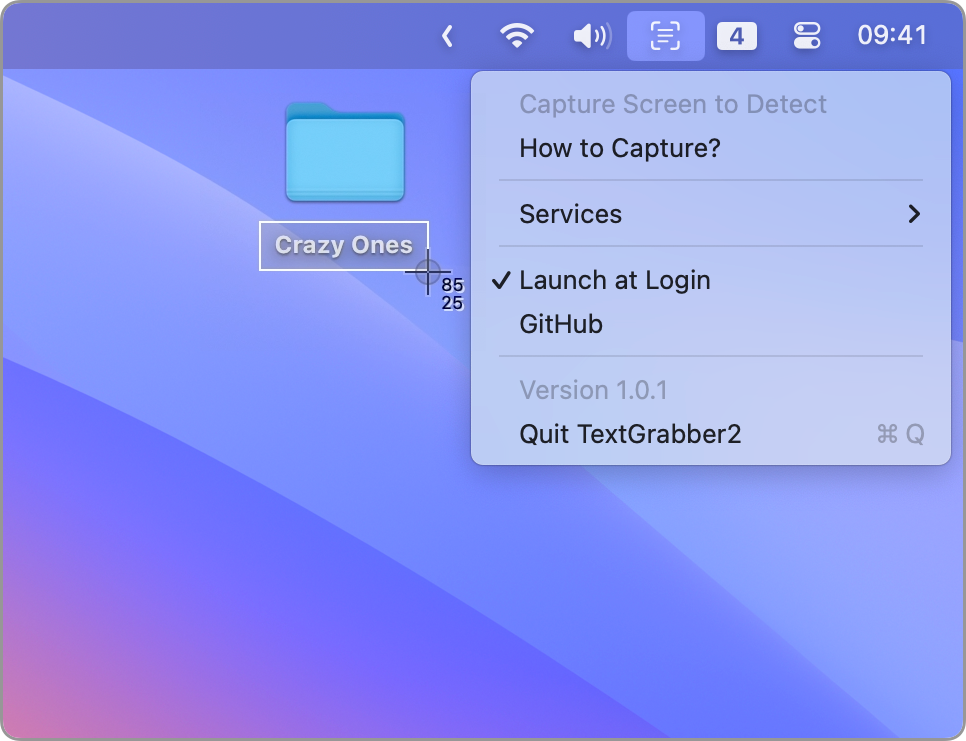 4
09:41
Crazy Ones
85
25
Capture Screen to Detect
How to Capture?
Services
✓ Launch at Login
GitHub
Version 1.0.1
Quit TextGrabber2 ⌘ Q